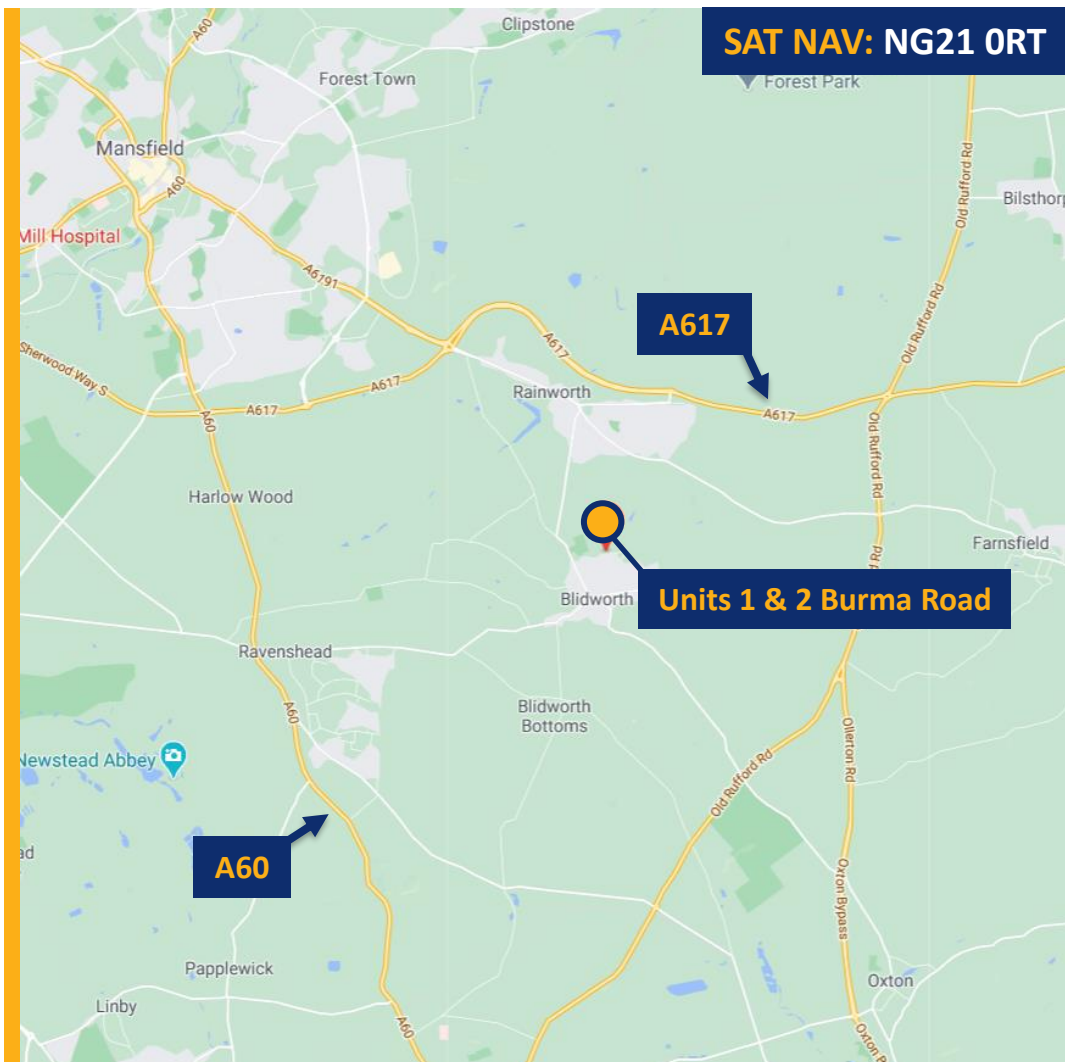 A60
Clipstone
SAT NAV: NG21 0RT
Forest Town
Forest Park
Mansfield
A60
Old Rufford Rd
Bilsthorp
Mill Hospital
A6191
Old Rufford Rd
A617
A617
Sherwood Way S
A617
A617
Rainworth
A617
A60
Old Rufford Rd
Harlow Wood
Farnsfield
Rd
Units 1 & 2 Burma Road
Blidworth
Ravenshead
A60
Blidworth
Bottoms
Newstead Abbey
Ollerton Rd
Old Rufford Rd
A60
ad
Oxton Bypass
Papplewick
Oxton
Linby
A60
Oxton R